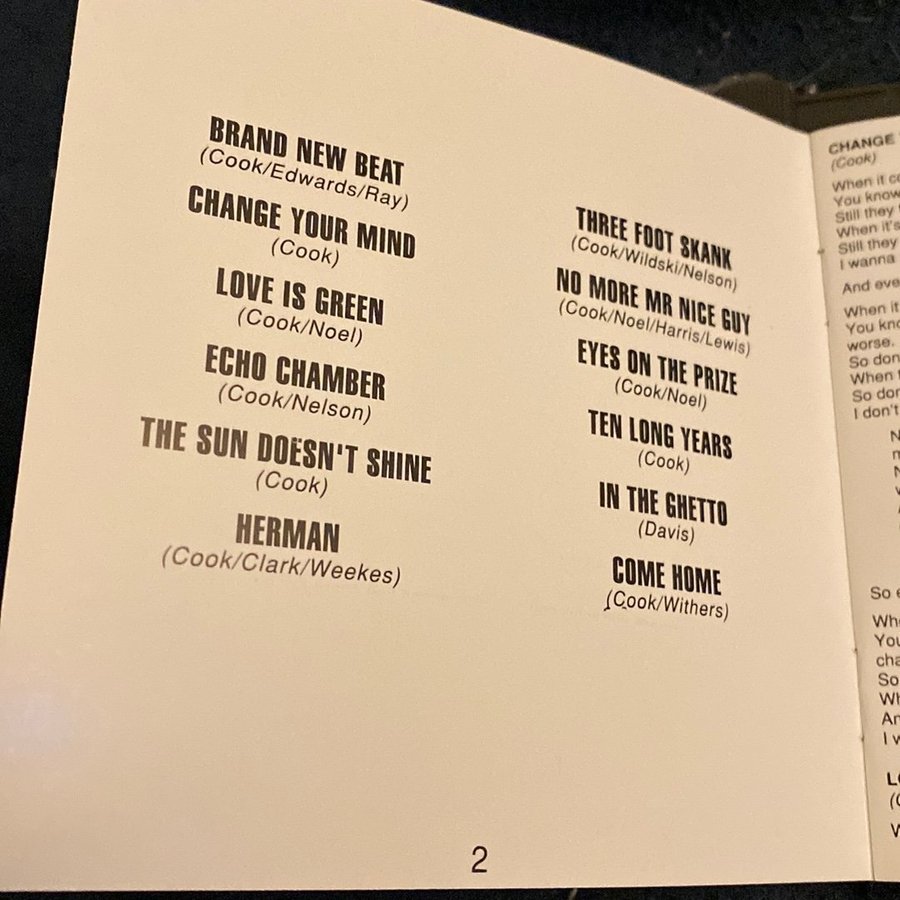 BRAND NEW BEAT
(Cook/Edwards/Ray)
CHANGE YOUR MIND
(Cook)
LOVE IS GREEN
(Cook/Noel)
ECHO CHAMBER
(Cook/Nelson)
THE SUN DOESN'T SHINE
(Cook)
HERMAN
(Cook/Clark/Weekes)
THREE FOOT SKANK
(Cook/Wildski/Nelson)
NO MORE MR NICE GUY
(Cook/Noel/Harris/Lewis)
EYES ON THE PRIZE
(Cook/Noel)
TEN LONG YEARS
(Cook)
IN THE GHETTO
(Davis)
COME HOME
(Cook/Withers)
2
CHANGE
(Cook)
When it
You know
Still they
When it's
Still they
I wanna
And
When it
You
worse.
So
When
So
I don't
So
You
So
I